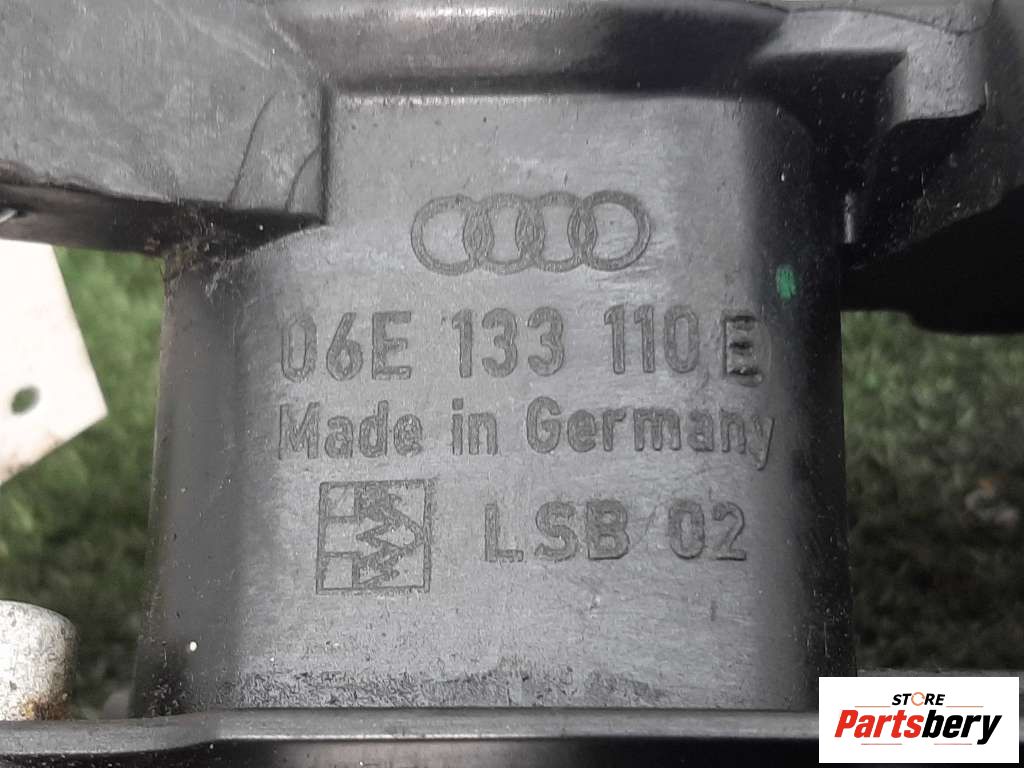 06E 133 110 E
Made in Germany
LSB 02
STORE
Partsbery